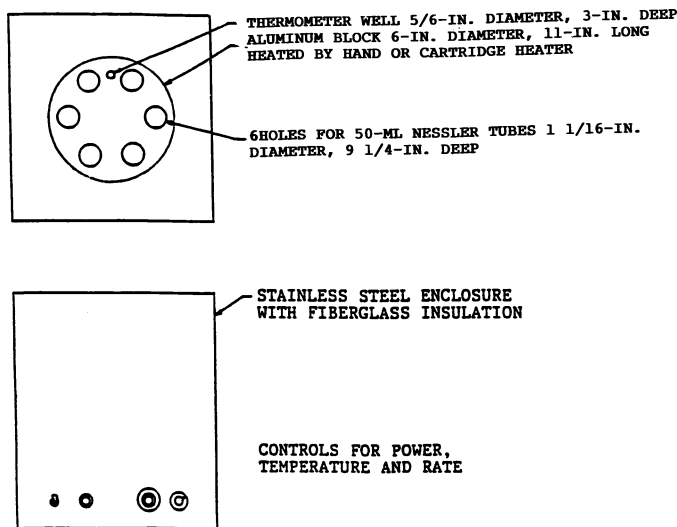 THERMOMETER WELL 5/6-IN. DIAMETER, 3-IN. DEEP
ALUMINUM BLOCK 6-IN. DIAMETER, 11-IN. LONG
HEATED BY HAND OR CARTRIDGE HEATER
6HOLES FOR 50-ML NESSLER TUBES 1 1/16-IN.
DIAMETER, 9 1/4-IN. DEEP
STAINLESS STEEL ENCLOSURE
WITH FIBERGLASS INSULATION
CONTROLS FOR POWER,
TEMPERATURE AND RATE